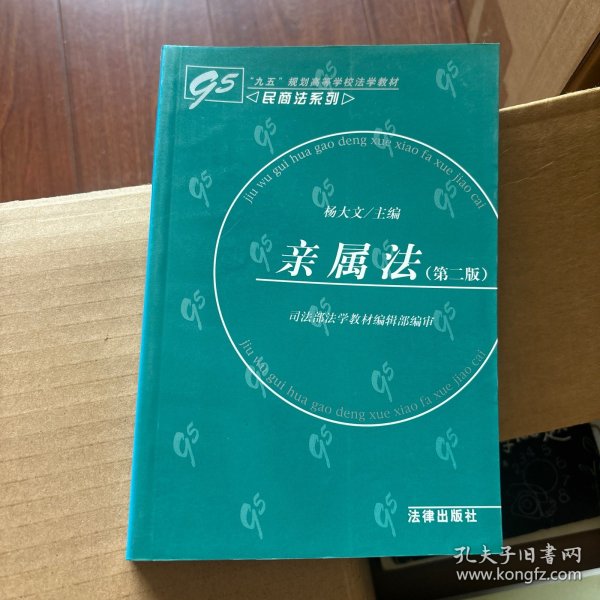 95
"九五"规划高等学校法学教材
◁民商法系列▷
jiu wu gui hua gao deng xue xiao fa xue jiao cai
杨大文/主编
亲属法(第二版)
司法部法学教材编辑部编审
jiu wu gui hua gao deng xue xiao fa xue jiao cai
法律出版社
孔夫子旧书网
www.kongfz.com